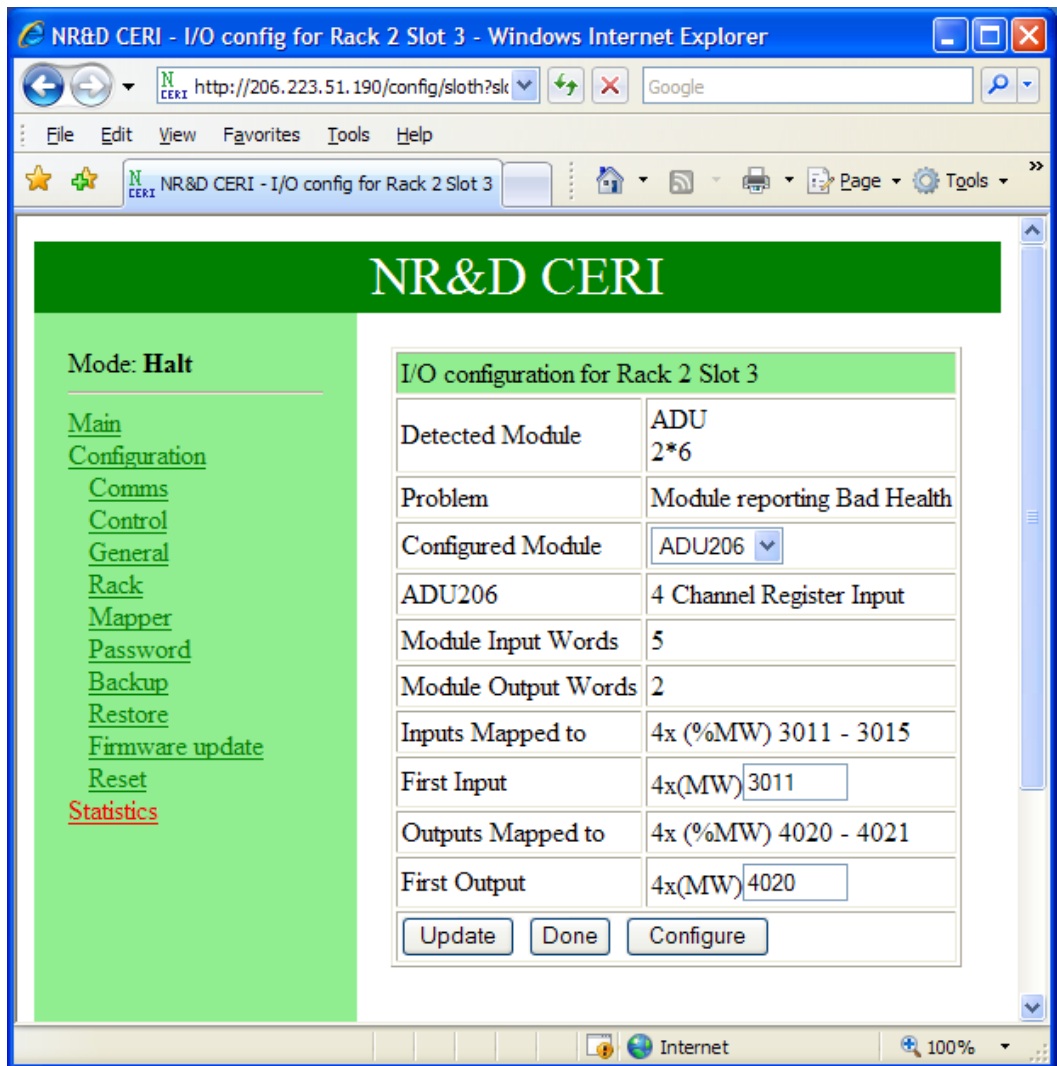 NR&D CERI - I/O config for Rack 2 Slot 3 - Windows Internet Explorer
N CERI http://206.223.51.190/config/sloth?slo Google
File Edit View Favorites Tools Help
N CERI NR&D CERI - I/O config for Rack 2 Slot 3 Page Tools »
NR&D CERI
Mode: Halt
Main
Configuration
Comms
Control
General
Rack
Mapper
Password
Backup
Restore
Firmware update
Reset
Statistics
I/O configuration for Rack 2 Slot 3
Detected Module ADU
2*6
Problem Module reporting Bad Health
Configured Module ADU206
ADU206 4 Channel Register Input
Module Input Words 5
Module Output Words 2
Inputs Mapped to 4x (%MW) 3011 - 3015
First Input 4x(MW) 3011
Outputs Mapped to 4x (%MW) 4020 - 4021
First Output 4x(MW) 4020
Update Done Configure
Internet 100%